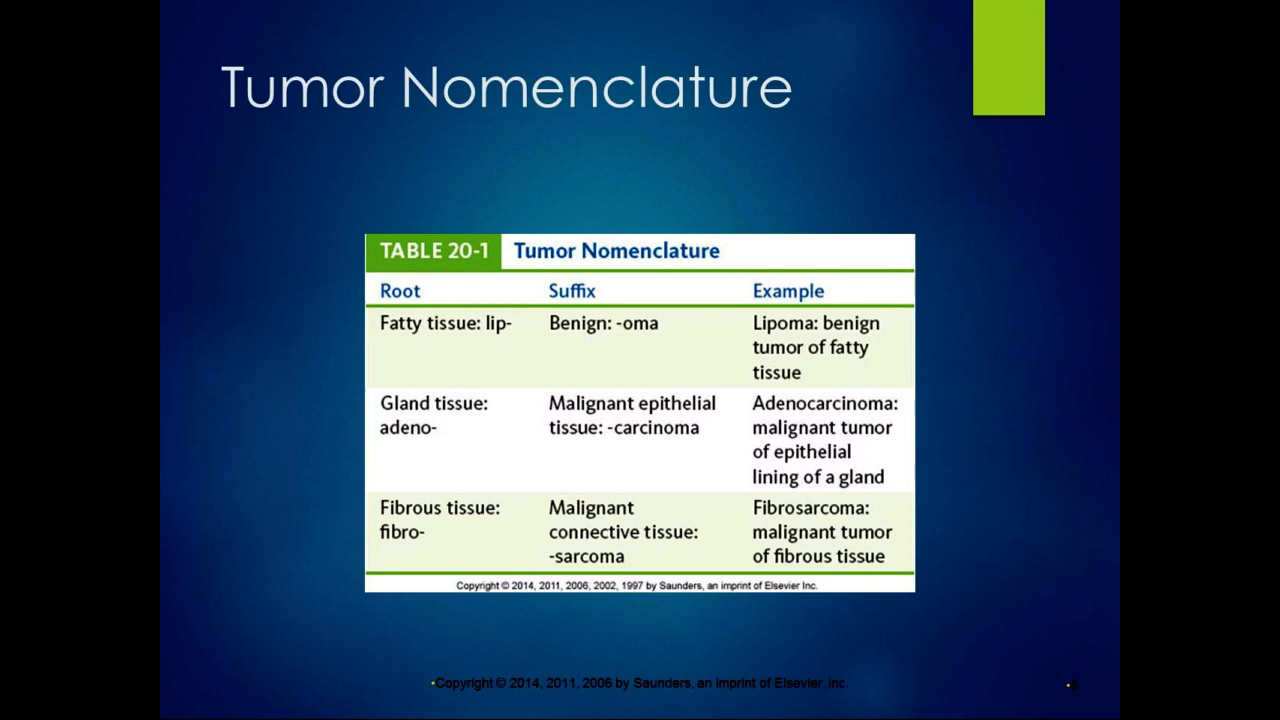 Tumor Nomenclature
TABLE 20-1 Tumor Nomenclature
Root Suffix Example
Fatty tissue: lip- Benign: -oma Lipoma: benign
tumor of fatty
tissue
Gland tissue: Malignant epithelial Adenocarcinoma:
adeno- tissue: -carcinoma malignant tumor
of epithelial
lining of a gland
Fibrous tissue: Malignant Fibrosarcoma:
fibro- connective tissue: malignant tumor
-sarcoma of fibrous tissue
Copyright © 2014, 2011, 2006, 2002, 1997 by Saunders, an imprint of Elsevier Inc.
•Copyright © 2014, 2011, 2006 by Saunders, an imprint of Elsevier, Inc.